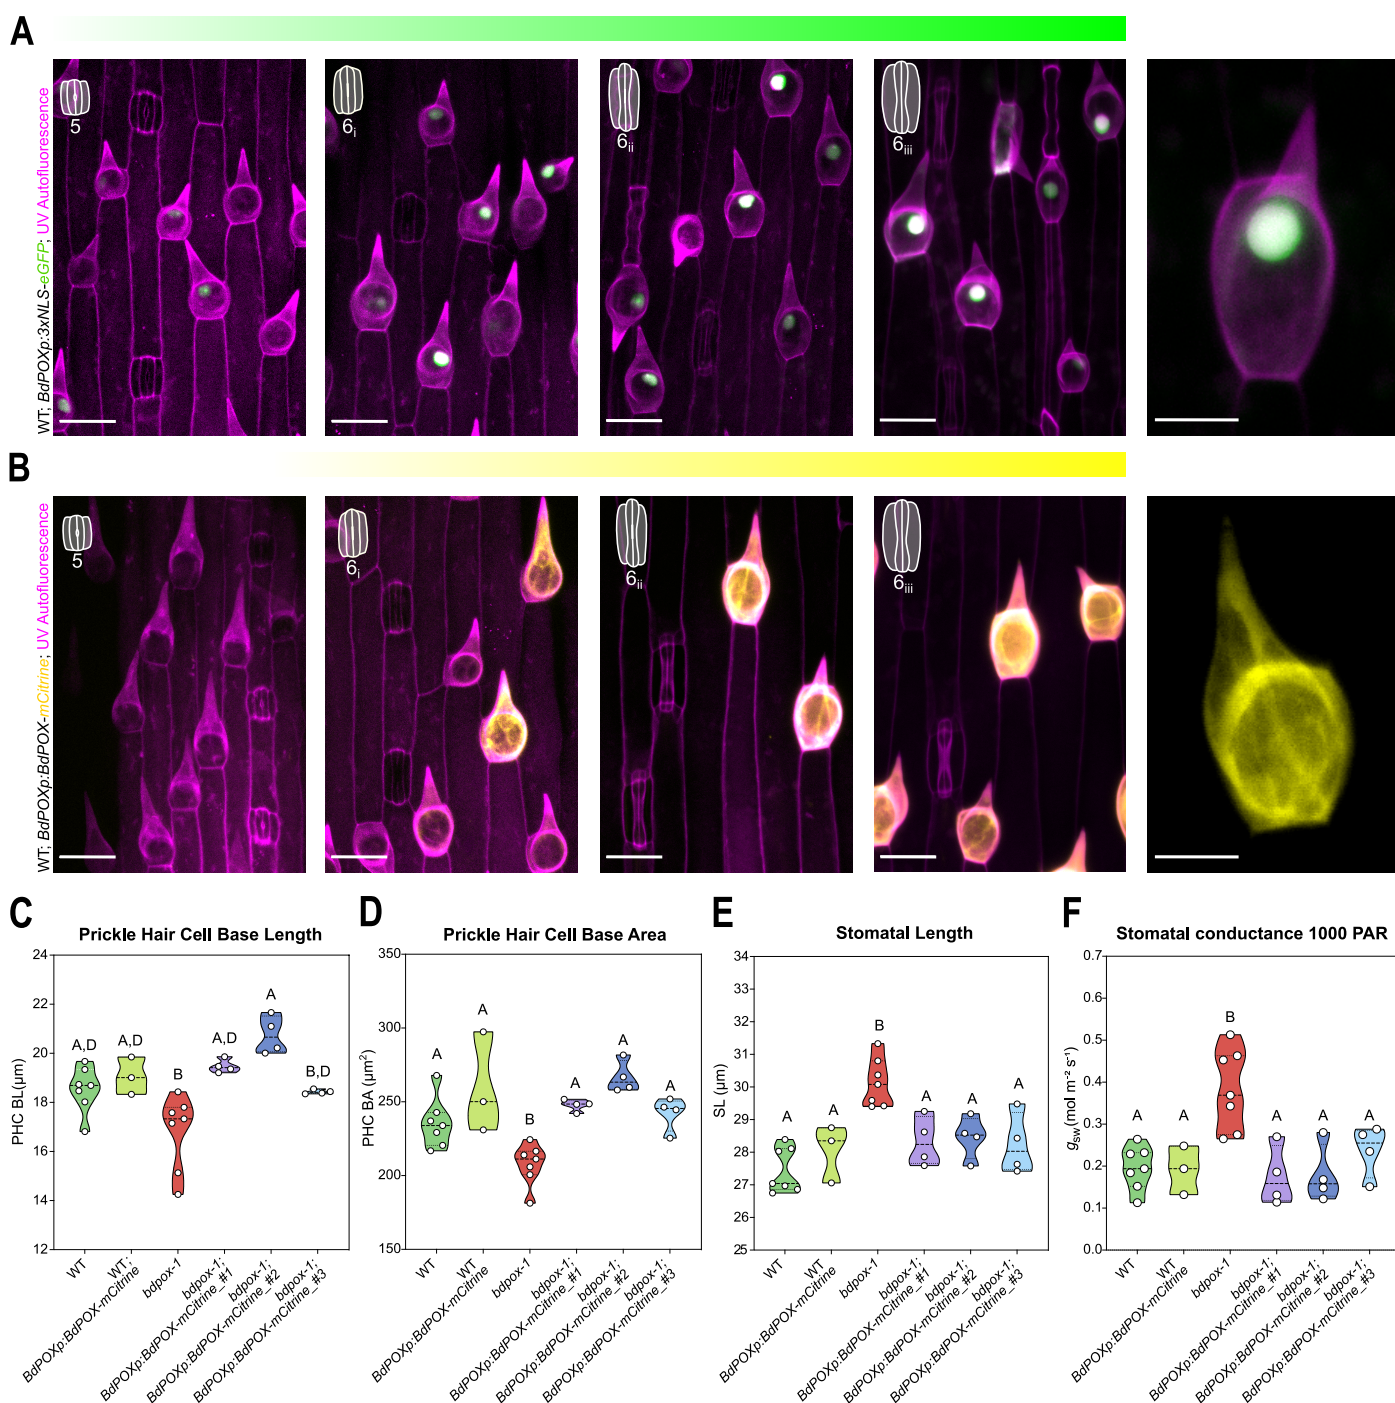 A
WT; BdPOXp:3xNLS-eGFP; UV Autofluorescence
5
6i
6ii
6iii
B
WT; BdPOXp:BdPOX-mCitrine; UV Autofluorescence
5
6i
6ii
6iii
C
Prickle Hair Cell Base Length
PHC BL(µm)
24
22
20
18
16
14
12
A,D
A,D
B
A,D
A
B,D
WT
WT;
BdPOXp:BdPOX-mCitrine
bdpox-1
bdpox-1;
BdPOXp:BdPOX-mCitrine_#1
bdpox-1;
BdPOXp:BdPOX-mCitrine_#2
bdpox-1;
BdPOXp:BdPOX-mCitrine_#3
D
Prickle Hair Cell Base Area
PHC BA (µm²)
350
300
250
200
150
A
A
B
A
A
A
WT
WT
BdPOXp:BdPOX-mCitrine
bdpox-1
bdpox-1;
BdPOXp:BdPOX-mCitrine_#1
bdpox-1;
BdPOXp:BdPOX-mCitrine_#2
bdpox-1;
BdPOXp:BdPOX-mCitrine_#3
E
Stomatal Length
SL (µm)
34
33
32
31
30
29
28
27
26
25
A
A
B
A
A
A
WT
WT
BdPOXp:BdPOX-mCitrine
bdpox-1
bdpox-1;
BdPOXp:BdPOX-mCitrine_#1
bdpox-1;
BdPOXp:BdPOX-mCitrine_#2
bdpox-1;
BdPOXp:BdPOX-mCitrine_#3
F
Stomatal conductance 1000 PAR
gsw (mol m⁻² s⁻¹)
0.7
0.6
0.5
0.4
0.3
0.2
0.1
0.0
A
A
B
A
A
A
WT
WT
BdPOXp:BdPOX-mCitrine
bdpox-1
bdpox-1;
BdPOXp:BdPOX-mCitrine_#1
bdpox-1;
BdPOXp:BdPOX-mCitrine_#2
bdpox-1;
BdPOXp:BdPOX-mCitrine_#3